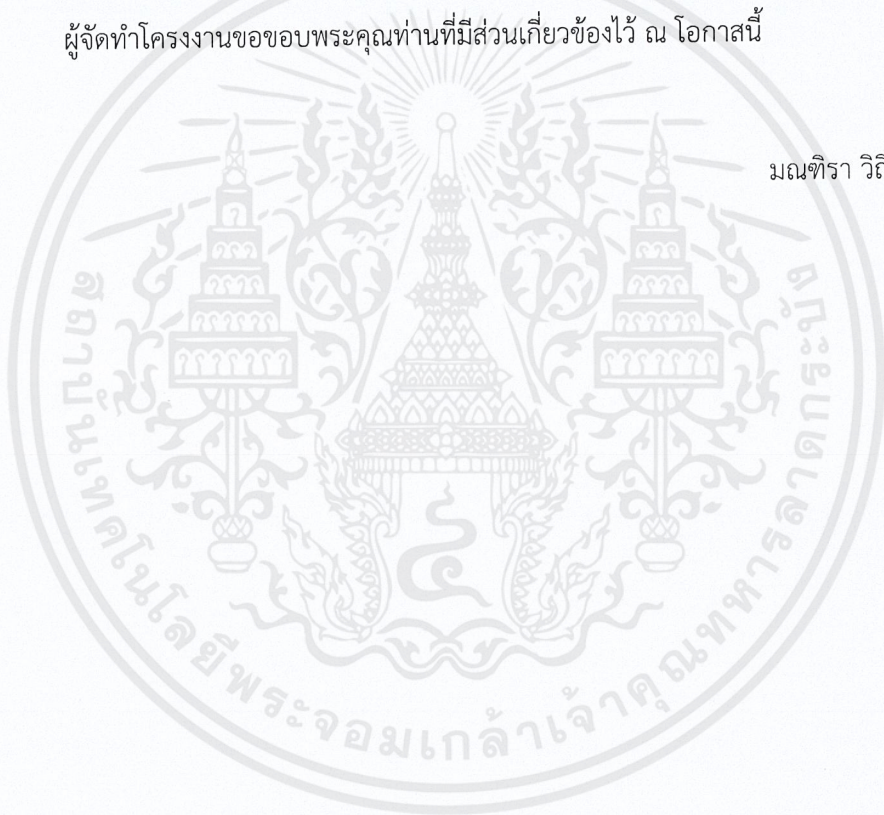 ผู้จัดทำโครงงานขอขอบพระคุณท่านที่มีส่วนเกี่ยวข้องไว้ ณ โอกาสนี้
มณฑิรา
สถาบันเทคโนโลยีพระจอมเกล้าเจ้าคุณทหารลาดกระบัง